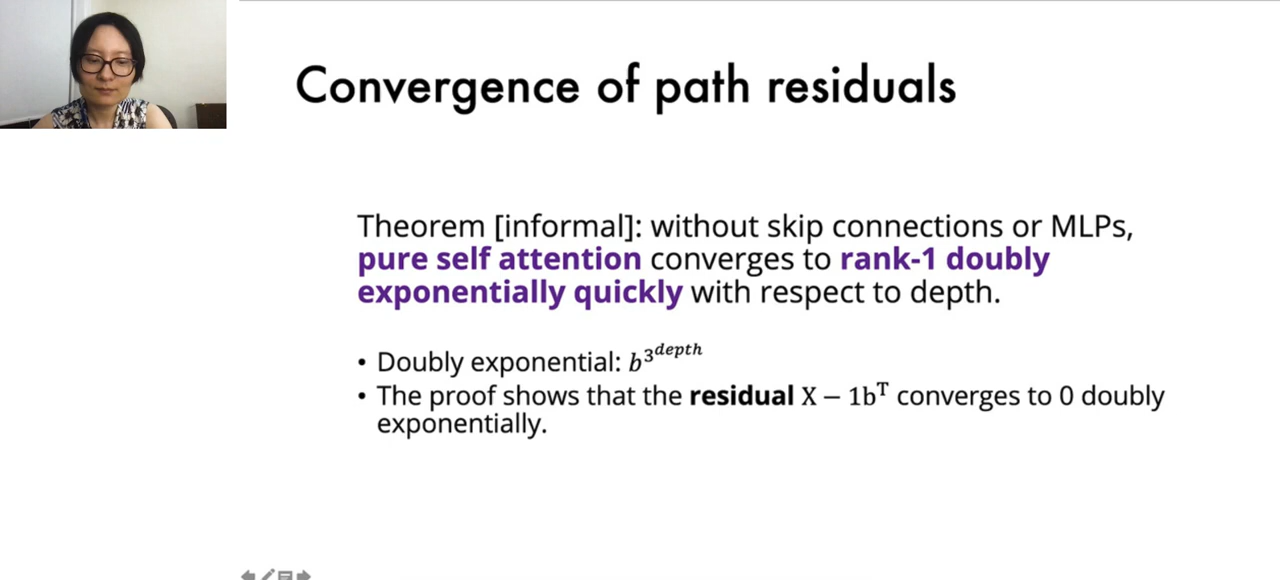 Convergence of path residuals
Theorem [informal]: without skip connections or MLPs,
pure self attention converges to rank-1 doubly
exponentially quickly with respect to depth.
• Doubly exponential: b^{3^{depth}}
• The proof shows that the residual X – 1bᵀ converges to 0 doubly
exponentially.